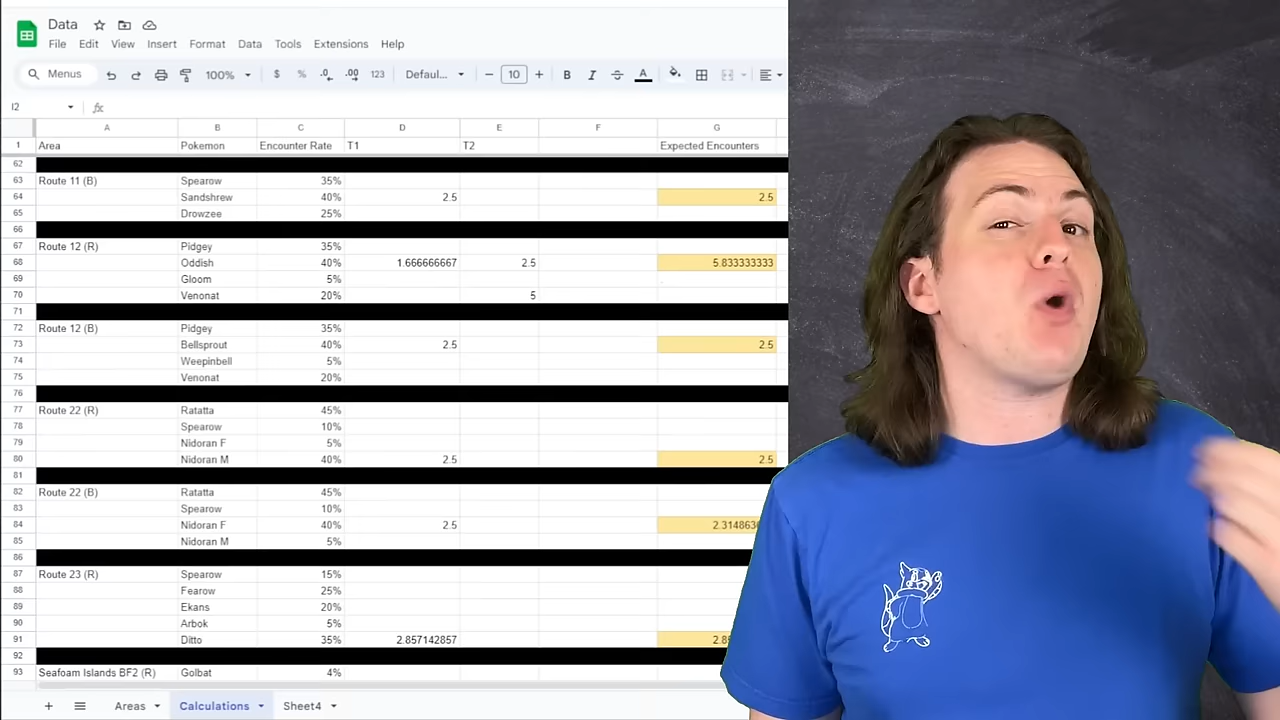 Data
File Edit View Insert Format Data Tools Extensions Help
Menus 100% $ % .0 .00 123 Defaul... 10 B I A
I2 fx
A B C D E F G
1 Area Pokemon Encounter Rate T1 T2 Expected Encounters
62
63 Route 11 (B) Spearow 35%
64 Sandshrew 40% 2.5 2.5
65 Drowzee 25%
66
67 Route 12 (R) Pidgey 35%
68 Oddish 40% 1.666666667 2.5 5.833333333
69 Gloom 5%
70 Venonat 20% 5
71
72 Route 12 (B) Pidgey 35%
73 Bellsprout 40% 2.5 2.5
74 Weepinbell 5%
75 Venonat 20%
76
77 Route 22 (R) Ratatta 45%
78 Spearow 10%
79 Nidoran F 5%
80 Nidoran M 40% 2.5 2.5
81
82 Route 22 (B) Ratatta 45%
83 Spearow 10%
84 Nidoran F 40% 2.5 2.31486
85 Nidoran M 5%
86
87 Route 23 (R) Spearow 15%
88 Fearow 25%
89 Ekans 20%
90 Arbok 5%
91 Ditto 35% 2.857142857 2.8
92
93 Seafoam Islands BF2 (R) Golbat 4%
Areas Calculations Sheet4